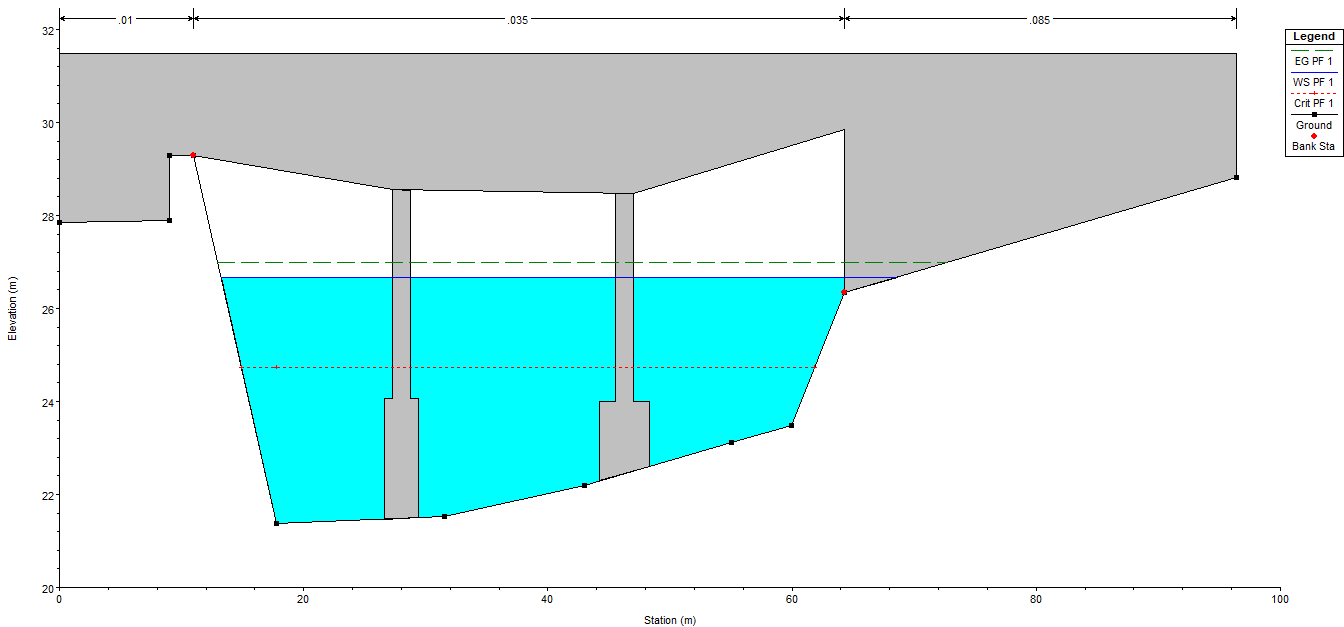 .01 .035 .085
Legend
EG PF 1
WS PF 1
Crit PF 1
Ground
Bank Sta
32
30
28
26
24
22
20
Elevation (m)
0 20 40 60 80 100
Station (m)